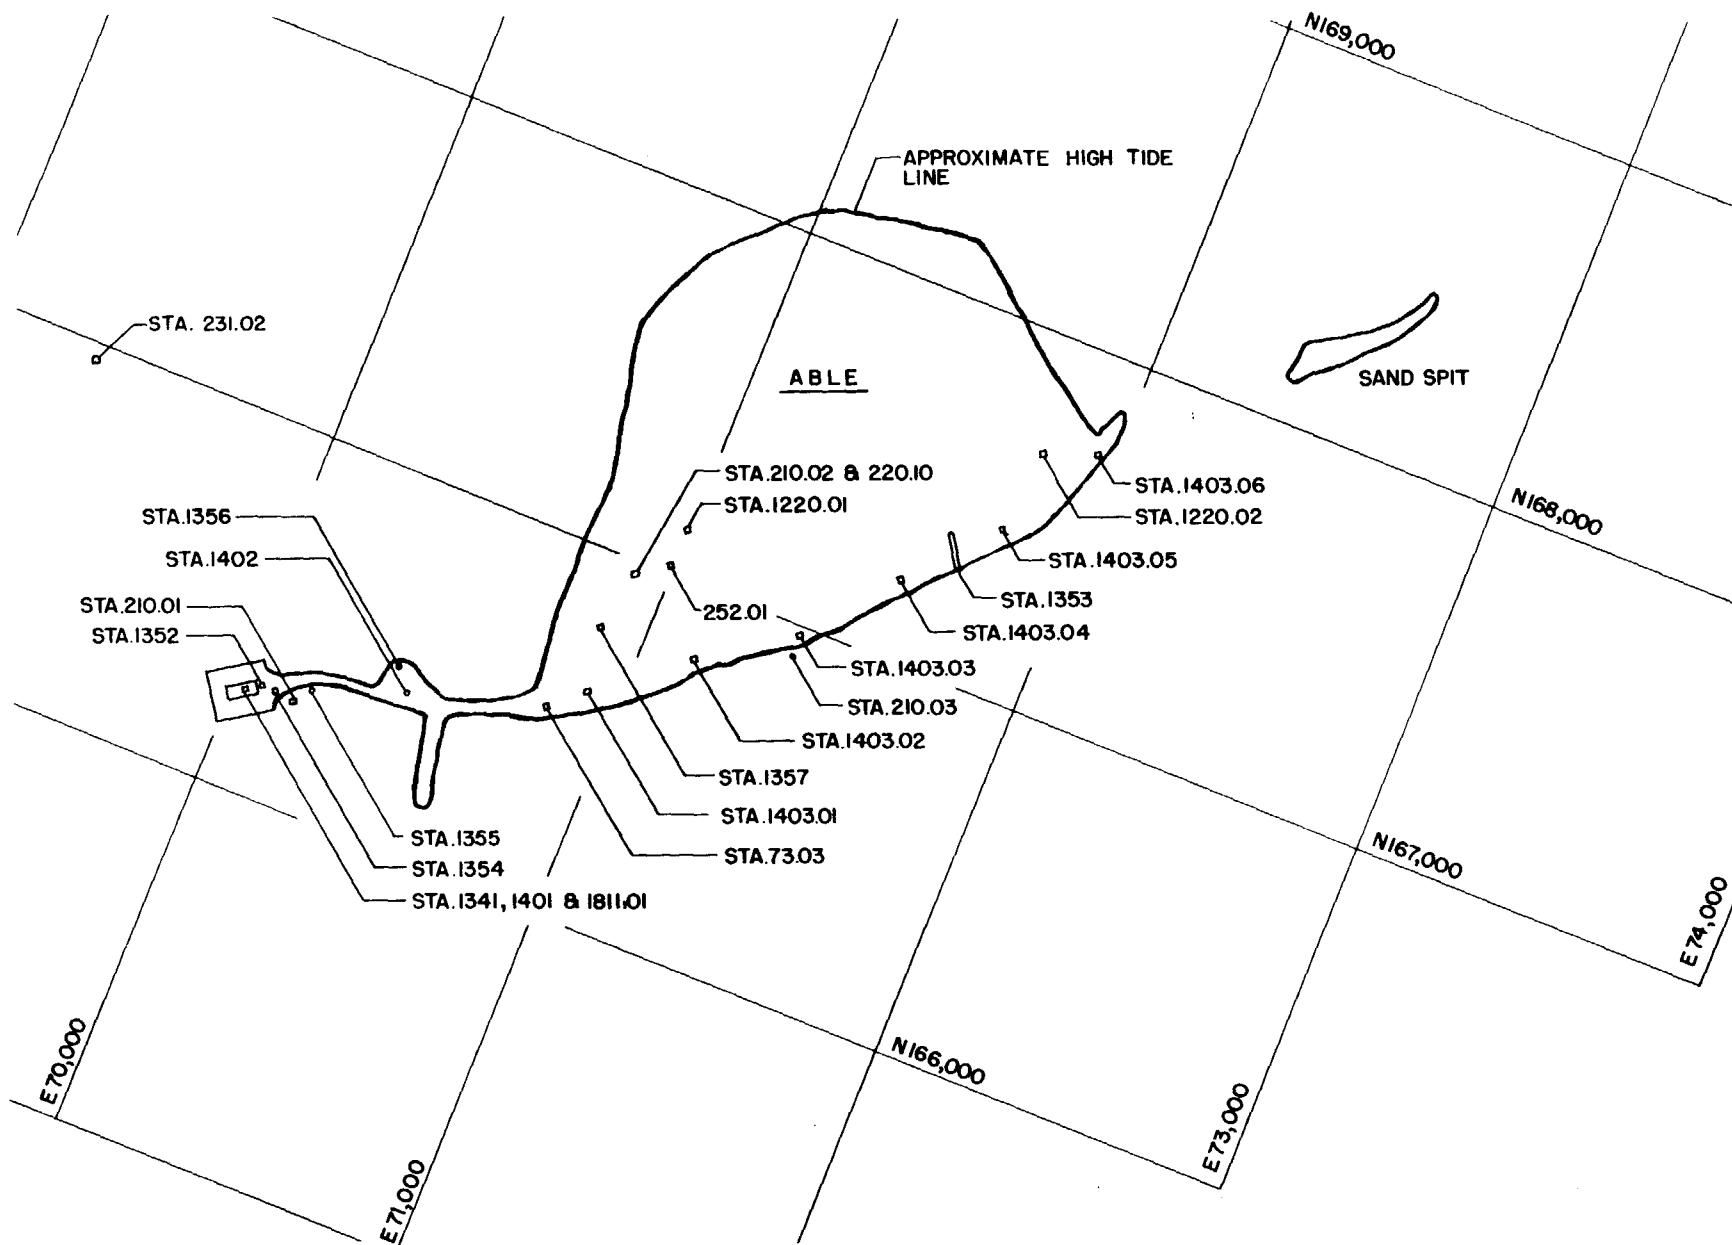 N169,000
APPROXIMATE HIGH TIDE
LINE
STA. 231.02
ABLE
SAND SPIT
STA.210.02 & 220.10
STA.1220.01
STA.1403.06
STA.1220.02
N168,000
STA.1356
STA.1402
STA.1403.05
STA.210.01
STA.1352
252.01
STA.1353
STA.1403.04
STA.1403.03
STA.210.03
STA.1403.02
STA.1357
STA.1403.01
STA.73.03
STA.1355
STA.1354
STA.1341, 1401 & 1811.01
N167,000
E74,000
N166,000
E70,000
E71,000
E73,000